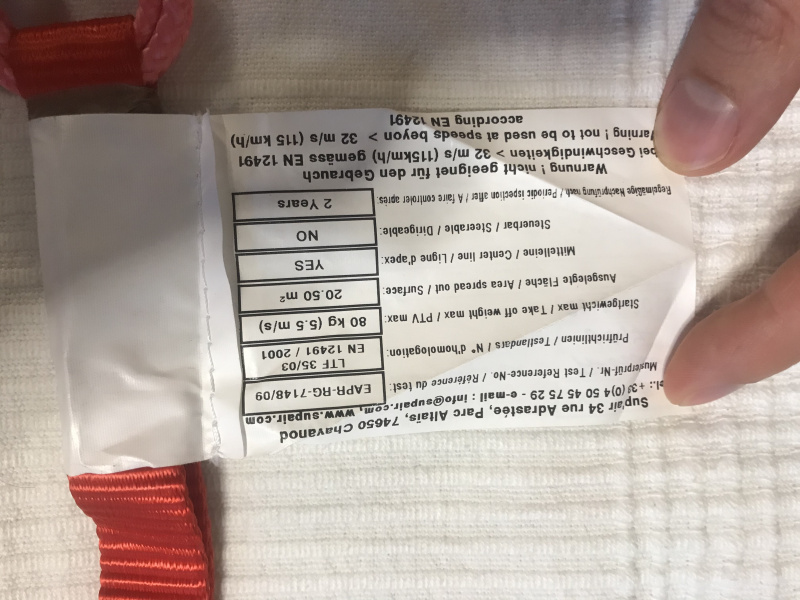 Sup'air 34 rue Adrastée, Parc Altaïs, 74650 Chavanod
+33 (0)4 50 45 75 29 - e-mail : info@supair.com, www.supair.com
Musterprüf-Nr. / Test Reference-No. / Référence du test: EAPR-RG-7148/09
Prüfrichtlinien / Testlandars / N° d'homologation: LTF 35/03
EN 12491 / 2001
Startgewicht max / Take off weight max / PTV max: 80 kg (5.5 m/s)
Ausgelegte Fläche / Area spread out / Surface: 20.50 m²
Mittelleine / Center line / Ligne d'apex: YES
Steuerbar / Steerable / Dirigeable: NO
Regelmäßige Nachprüfung nach / Periodic ispection after / A faire controler après: 2 Years
Warnung ! nicht geeignet für den Gebrauch
bei Geschwindigkeiten > 32 m/s (115km/h) gemäss EN 12491
Warning ! not to be used at speeds beyon > 32 m/s (115 km/h)
according EN 12491